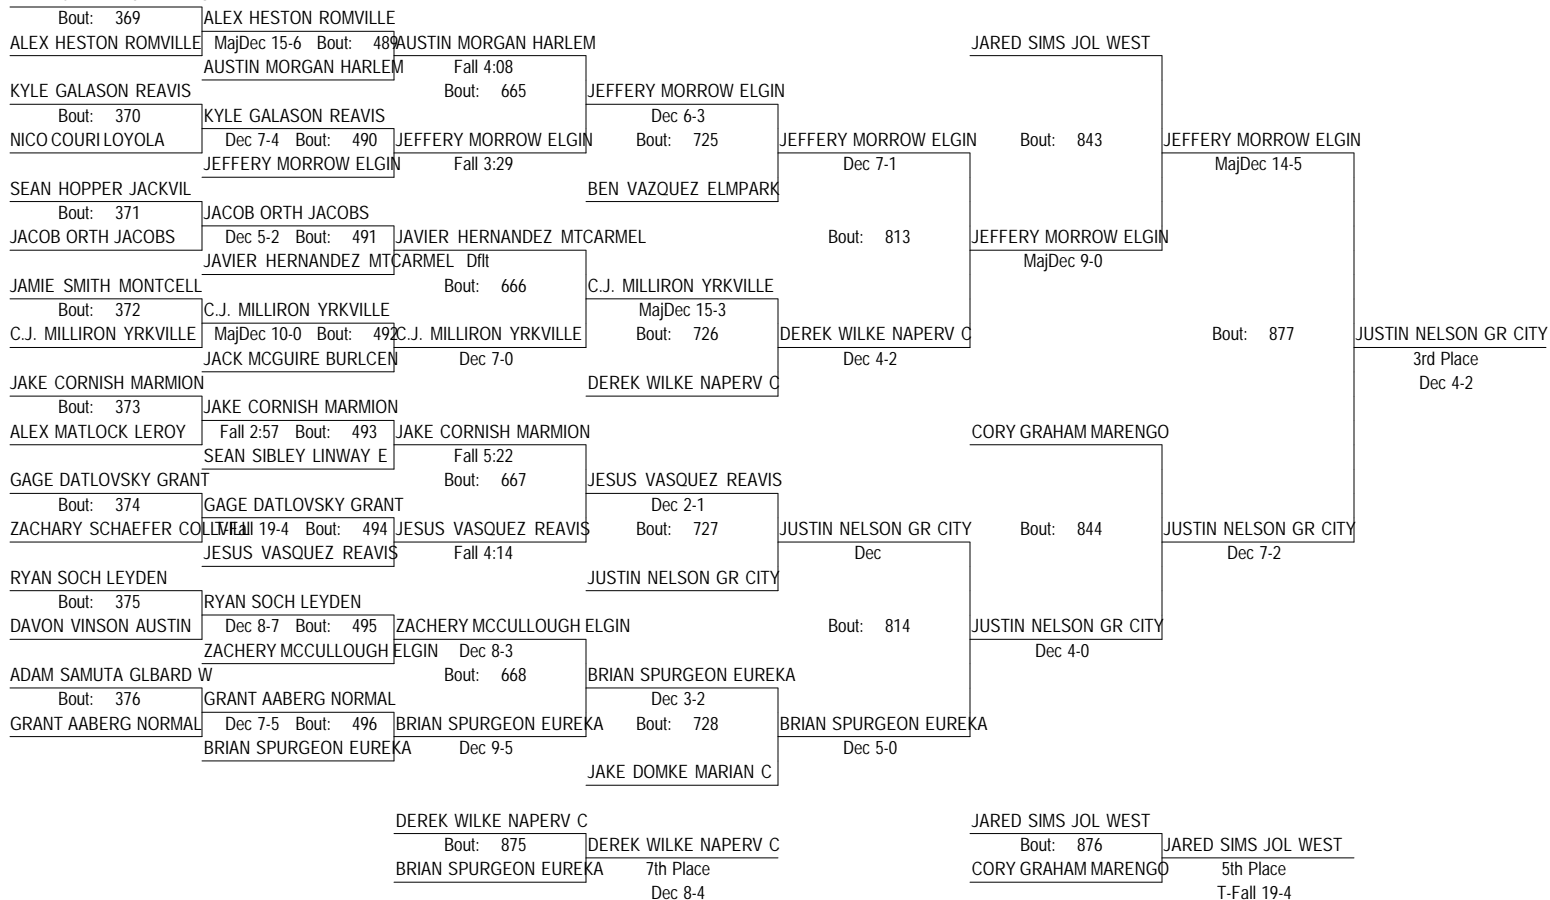 Bout: 369 ALEX HESTON ROMVILLE
ALEX HESTON ROMVILLE MajDec 15-6 Bout: 489 AUSTIN MORGAN HARLEM JARED SIMS JOL WEST
AUSTIN MORGAN HARLEM Fall 4:08
KYLE GALASON REAVIS Bout: 665 JEFFERY MORROW ELGIN
Bout: 370 KYLE GALASON REAVIS Dec 6-3
NICO COURI LOYOLA Dec 7-4 Bout: 490 JEFFERY MORROW ELGIN Bout: 725 JEFFERY MORROW ELGIN Bout: 843 JEFFERY MORROW ELGIN
JEFFERY MORROW ELGIN Fall 3:29 Dec 7-1 MajDec 14-5
SEAN HOPPER JACKVIL BEN VAZQUEZ ELMPARK
Bout: 371 JACOB ORTH JACOBS
JACOB ORTH JACOBS Dec 5-2 Bout: 491 JAVIER HERNANDEZ MTCARMEL Bout: 813 JEFFERY MORROW ELGIN
JAVIER HERNANDEZ MTCARMEL Dflt MajDec 9-0
JAMIE SMITH MONTCELL Bout: 666 C.J. MILLIRON YRKVILLE
Bout: 372 C.J. MILLIRON YRKVILLE MajDec 15-3
C.J. MILLIRON YRKVILLE MajDec 10-0 Bout: 492 C.J. MILLIRON YRKVILLE Bout: 726 DEREK WILKE NAPERV C Bout: 877 JUSTIN NELSON GR CITY
JACK MCGUIRE BURLCEN Dec 7-0 Dec 4-2 3rd Place
JAKE CORNISH MARMION DEREK WILKE NAPERV C Dec 4-2
Bout: 373 JAKE CORNISH MARMION
ALEX MATLOCK LEROY Fall 2:57 Bout: 493 JAKE CORNISH MARMION CORY GRAHAM MARENGO
SEAN SIBLEY LINWAY E Fall 5:22
GAGE DATLOVSKY GRANT Bout: 667 JESUS VASQUEZ REAVIS
Bout: 374 GAGE DATLOVSKY GRANT Dec 2-1
ZACHARY SCHAEFER COLLVILL T-Fall 19-4 Bout: 494 JESUS VASQUEZ REAVIS Bout: 727 JUSTIN NELSON GR CITY Bout: 844 JUSTIN NELSON GR CITY
JESUS VASQUEZ REAVIS Fall 4:14 Dec Dec 7-2
RYAN SOCH LEYDEN JUSTIN NELSON GR CITY
Bout: 375 RYAN SOCH LEYDEN
DAVON VINSON AUSTIN Dec 8-7 Bout: 495 ZACHERY MCCULLOUGH ELGIN Bout: 814 JUSTIN NELSON GR CITY
ZACHERY MCCULLOUGH ELGIN Dec 8-3 Dec 4-0
ADAM SAMUTA GLBARD W Bout: 668 BRIAN SPURGEON EUREKA
Bout: 376 GRANT AABERG NORMAL Dec 3-2
GRANT AABERG NORMAL Dec 7-5 Bout: 496 BRIAN SPURGEON EUREKA Bout: 728 BRIAN SPURGEON EUREKA
BRIAN SPURGEON EUREKA Dec 9-5 Dec 5-0
JAKE DOMKE MARIAN C
DEREK WILKE NAPERV C JARED SIMS JOL WEST
Bout: 875 DEREK WILKE NAPERV C Bout: 876 JARED SIMS JOL WEST
BRIAN SPURGEON EUREKA 7th Place CORY GRAHAM MARENGO 5th Place
Dec 8-4 T-Fall 19-4